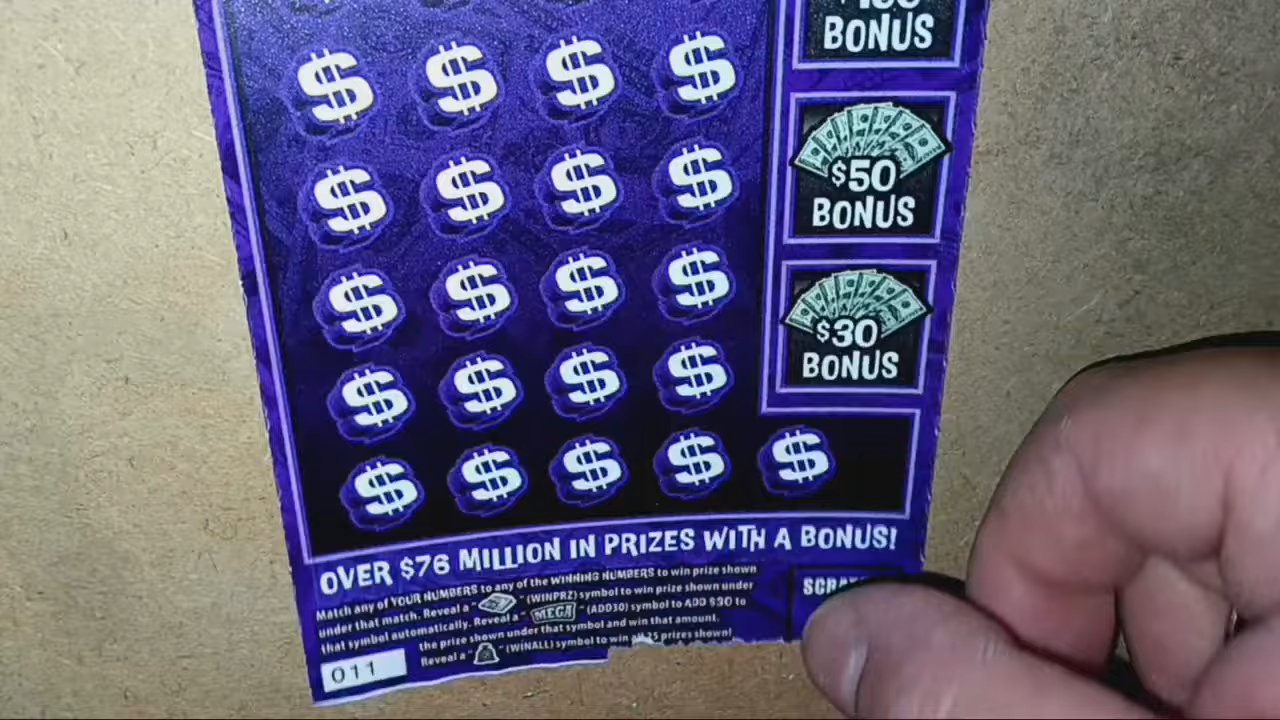 BONUS
$50
BONUS
$30
BONUS
$ $ $ $
$ $ $ $
$ $ $ $
$ $ $ $
$ $ $ $ $
OVER $76 MILLION IN PRIZES WITH A BONUS!
Match any of YOUR NUMBERS to any of the WINNING NUMBERS to win prize shown
under that match. Reveal a " " (WINPRZ) symbol to win prize shown under
that symbol automatically. Reveal a " MEGA " (ADD30) symbol to ADD $30 to
the prize shown under that symbol and win that amount.
Reveal a " " (WINALL) symbol to win all 25 prizes shown!
011